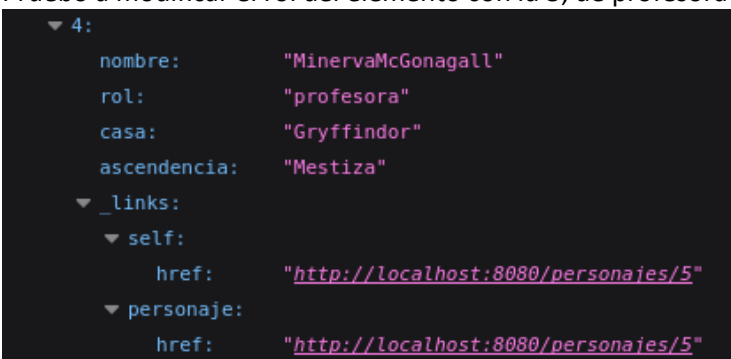 Pruebo a modificar el rol del elemento con id 5, de profesora
4:
nombre: "MinervaMcGonagall"
rol: "profesora"
casa: "Gryffindor"
ascendencia: "Mestiza"
_links:
self:
href: "http://localhost:8080/personajes/5"
personaje:
href: "http://localhost:8080/personajes/5"